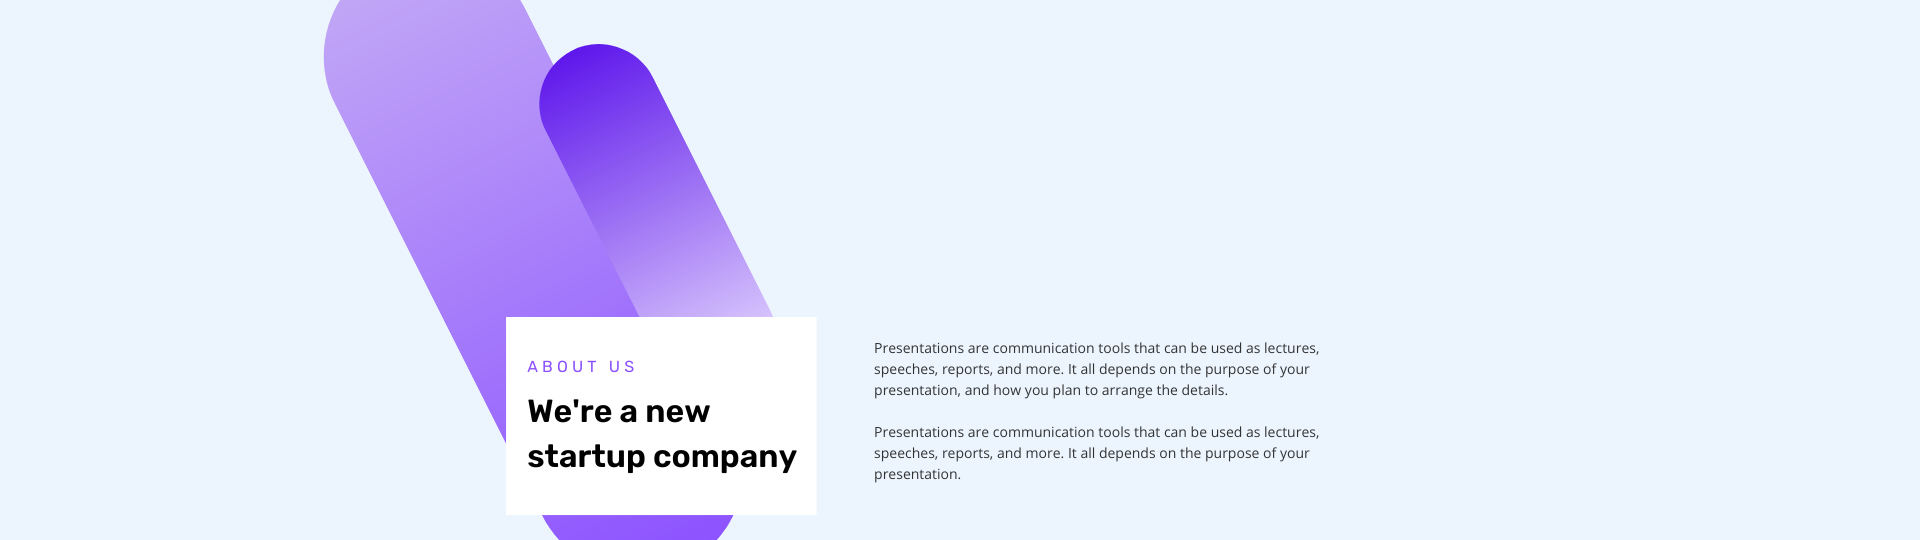 ABOUT US
We're a new
startup company
Presentations are communication tools that can be used as lectures,
speeches, reports, and more. It all depends on the purpose of your
presentation, and how you plan to arrange the details.
Presentations are communication tools that can be used as lectures,
speeches, reports, and more. It all depends on the purpose of your
presentation.